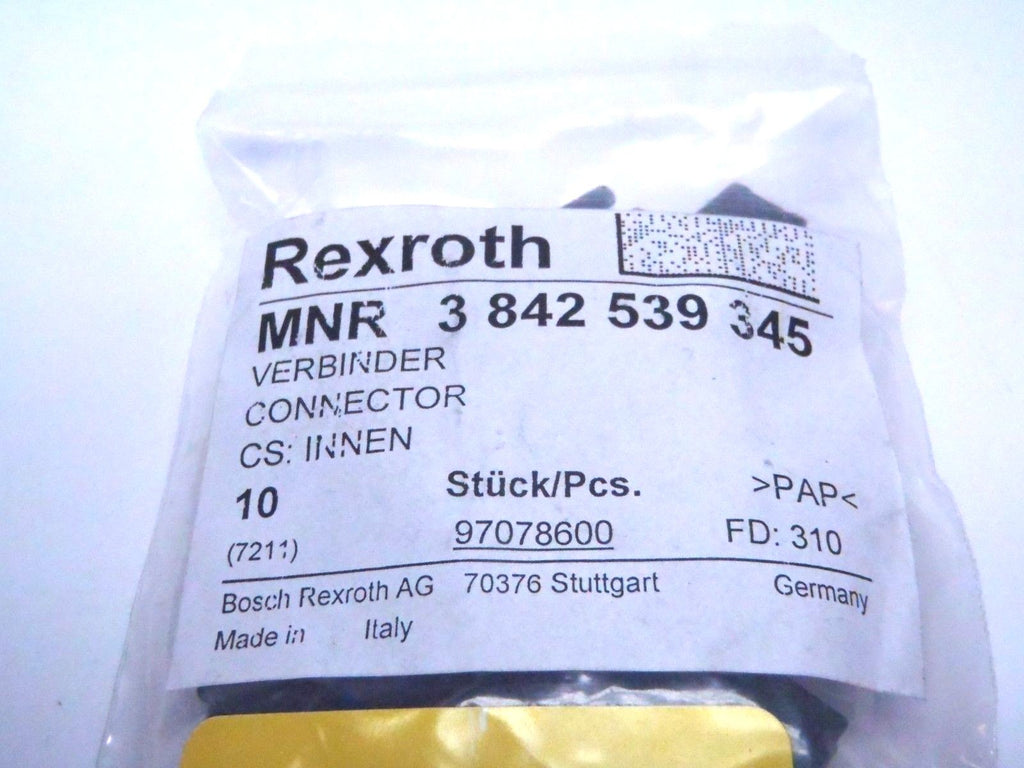 Rexroth
MNR 3 842 539 345
VERBINDER
CONNECTOR
CS: INNEN
10 Stück/Pcs. >PAP<
(7211) 97078600 FD: 310
Bosch Rexroth AG 70376 Stuttgart Germany
Made in Italy